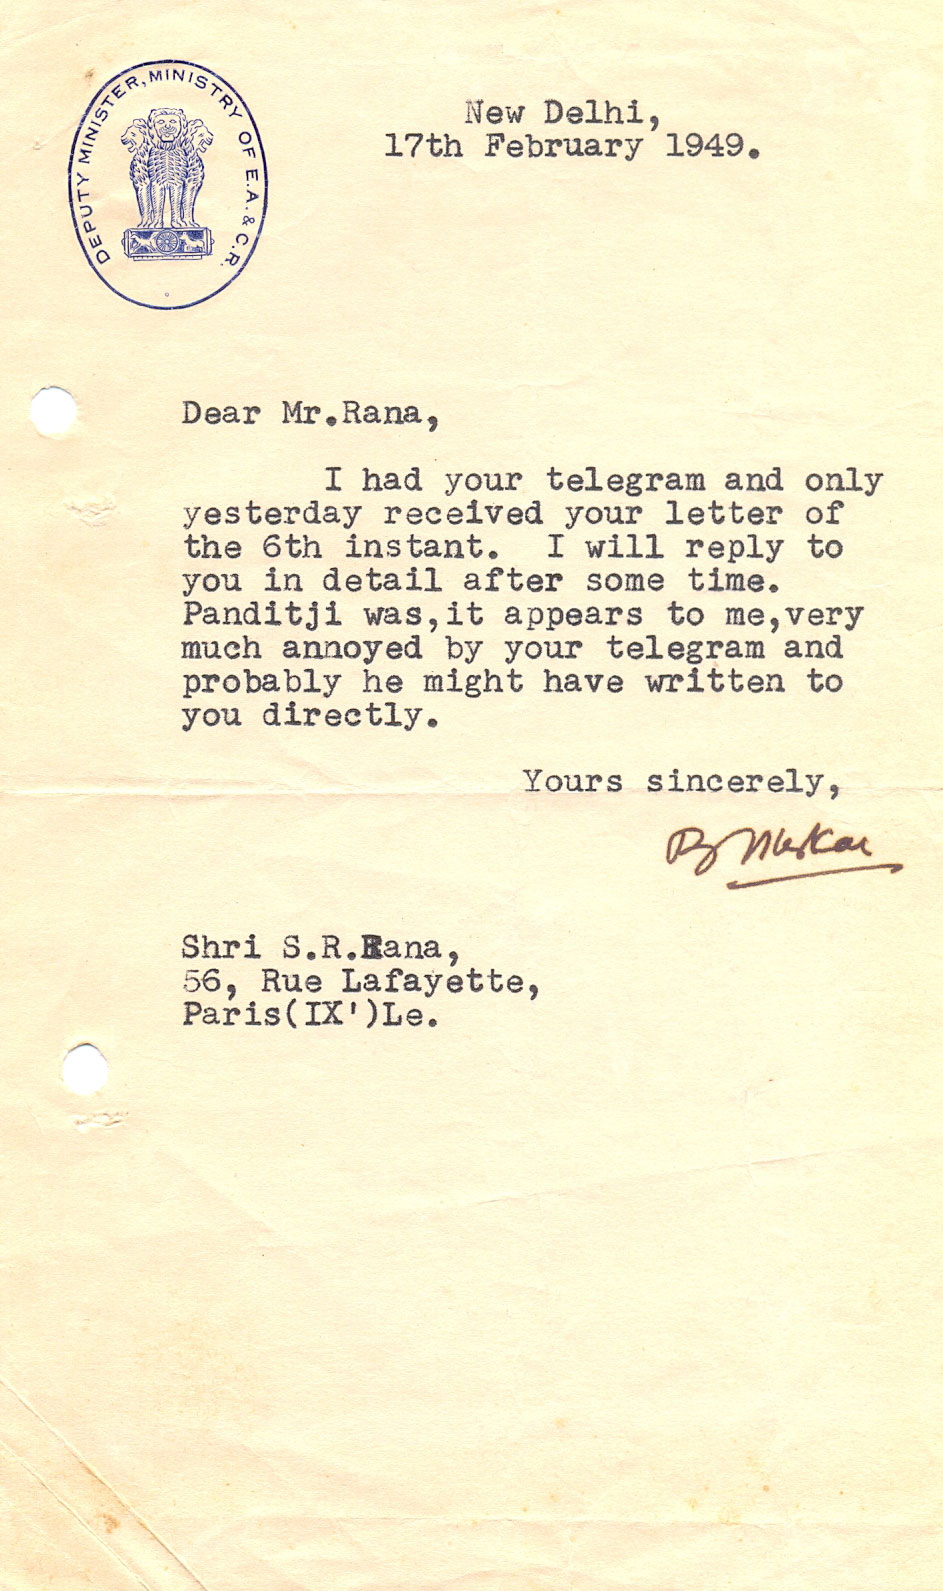 DEPUTY MINISTER, MINISTRY OF E.A. & C.R.
New Delhi,
17th February 1949.
Dear Mr.Rana,
I had your telegram and only
yesterday received your letter of
the 6th instant. I will reply to
you in detail after some time.
Panditji was,it appears to me,very
much annoyed by your telegram and
probably he might have written to
you directly.
Yours sincerely,
Shri S.R.Rana,
56, Rue Lafayette,
Paris(IX')Le.